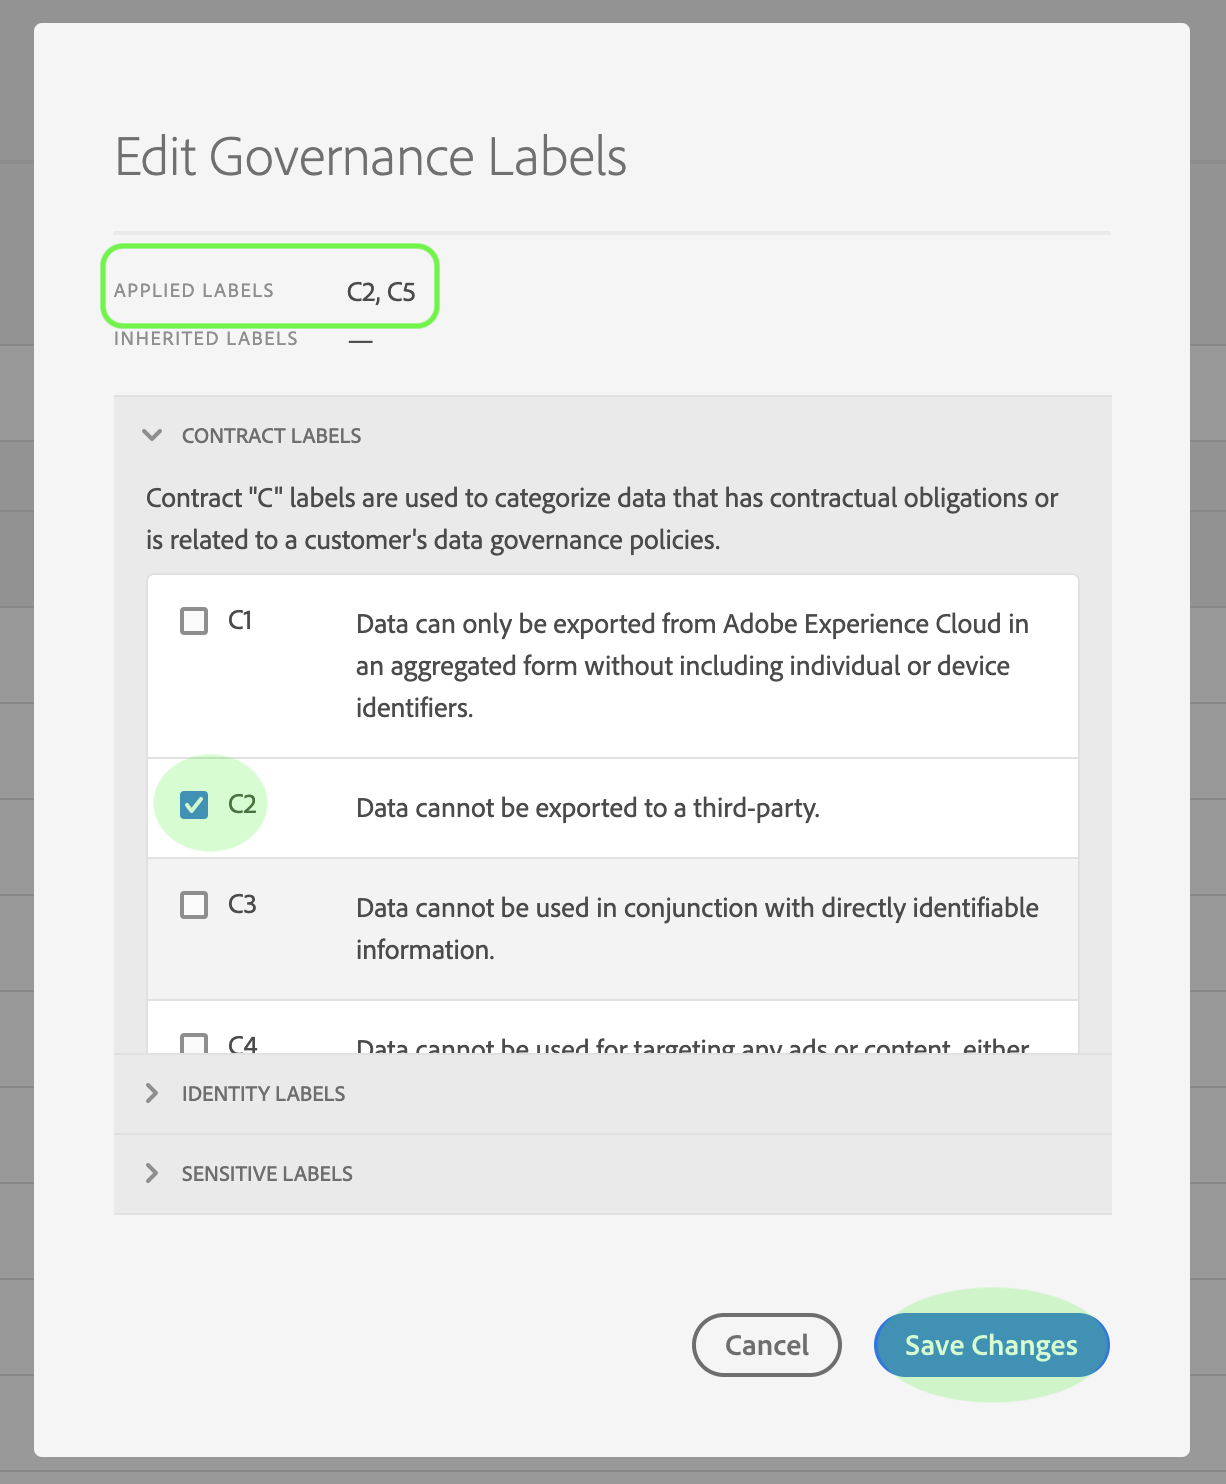 Edit Governance Labels
APPLIED LABELS C2, C5
INHERITED LABELS —
CONTRACT LABELS
Contract "C" labels are used to categorize data that has contractual obligations or
is related to a customer's data governance policies.
C1 Data can only be exported from Adobe Experience Cloud in
an aggregated form without including individual or device
identifiers.
C2 Data cannot be exported to a third-party.
C3 Data cannot be used in conjunction with directly identifiable
information.
C4 Data cannot be used for targeting any ads or content, either
IDENTITY LABELS
SENSITIVE LABELS
Cancel Save Changes